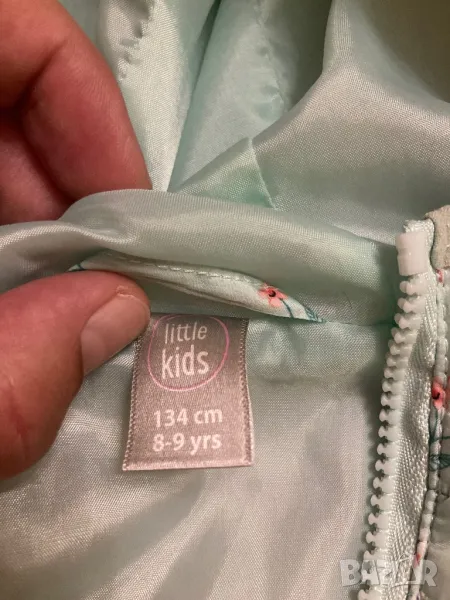 little
kids
134 cm
8-9 yrs
BAZAR